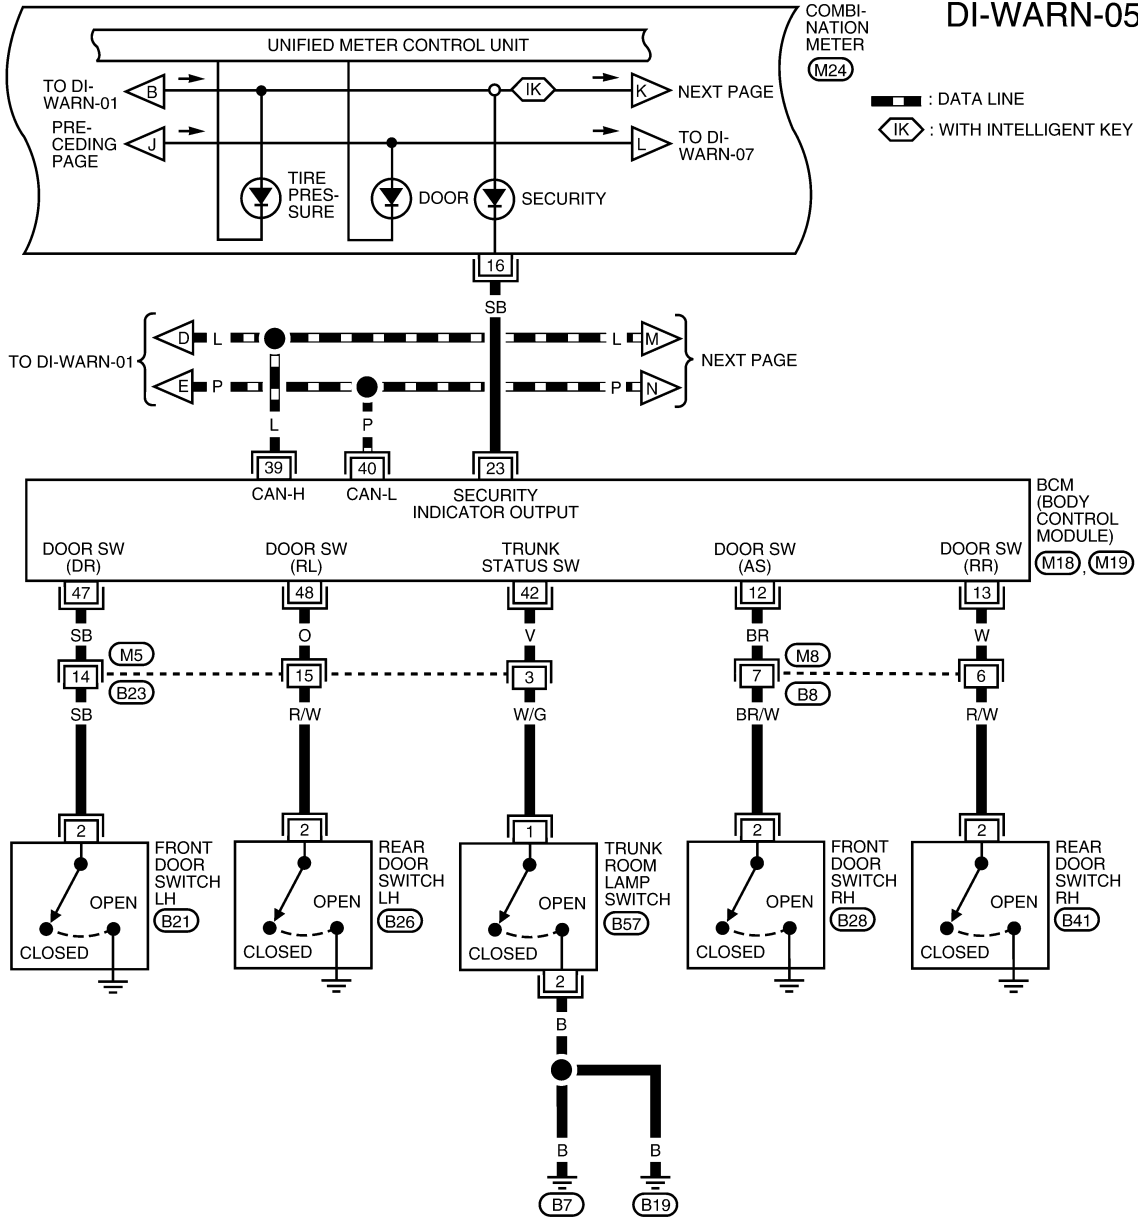 DI-WARN-05
COMBI-
NATION
METER
M24
UNIFIED METER CONTROL UNIT
TO DI-
WARN-01
B
IK
K
NEXT PAGE
PRE-
CEDING
PAGE
J
L
TO DI-
WARN-07
: DATA LINE
IK : WITH INTELLIGENT KEY
TIRE
PRES-
SURE
DOOR
SECURITY
16
SB
TO DI-WARN-01
D L
L M
E P
P N
NEXT PAGE
L
P
39
40
23
CAN-H
CAN-L
SECURITY
INDICATOR OUTPUT
BCM
(BODY
CONTROL
MODULE)
M18 , M19
DOOR SW
(DR)
DOOR SW
(RL)
TRUNK
STATUS SW
DOOR SW
(AS)
DOOR SW
(RR)
47
48
42
12
13
SB
O
V
BR
W
M5
M8
14
15
3
7
6
B23
B8
SB
R/W
W/G
BR/W
R/W
2
2
1
2
2
FRONT
DOOR
SWITCH
LH
B21
OPEN
CLOSED
REAR
DOOR
SWITCH
LH
B26
OPEN
CLOSED
TRUNK
ROOM
LAMP
SWITCH
B57
OPEN
CLOSED
FRONT
DOOR
SWITCH
RH
B28
OPEN
CLOSED
REAR
DOOR
SWITCH
RH
B41
OPEN
CLOSED
2
B
B
B
B7
B19